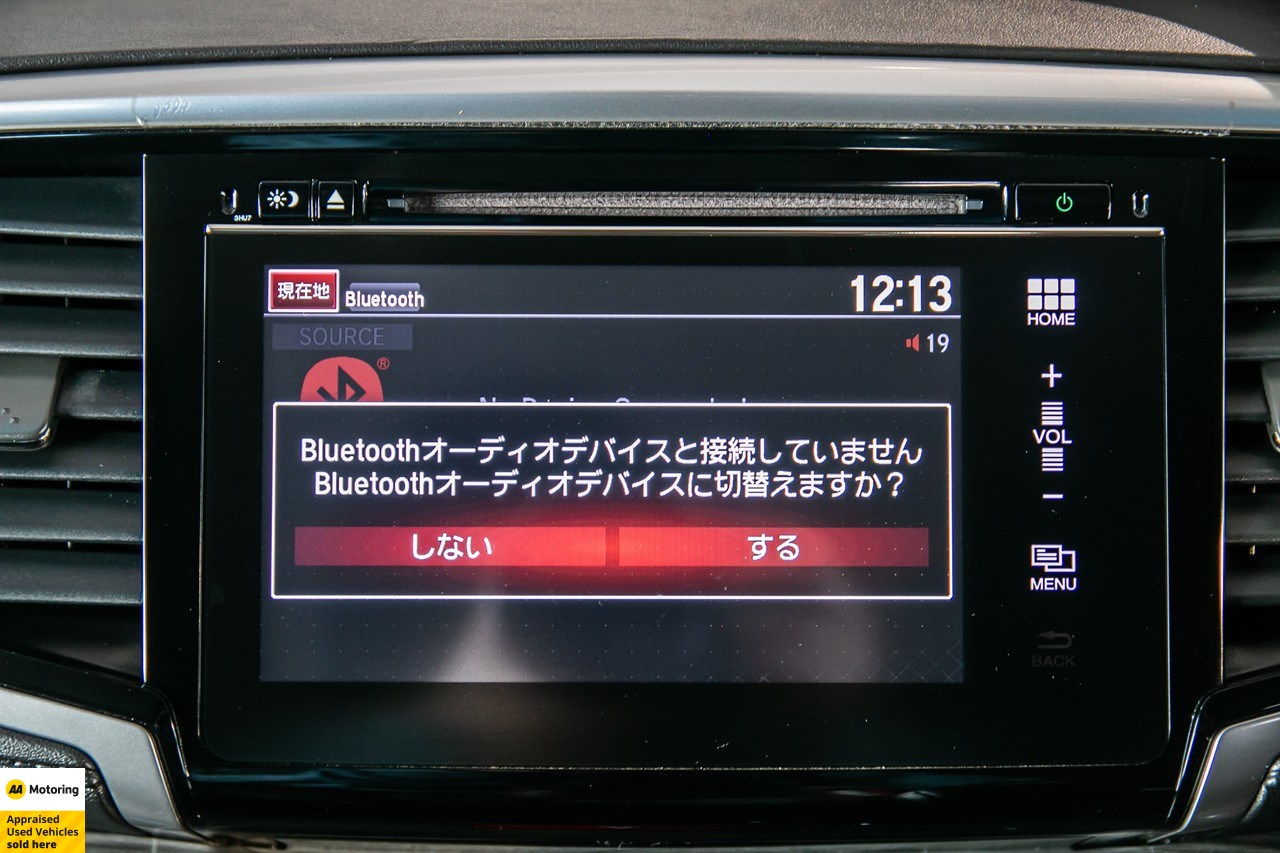 3HU7
現在地
Bluetooth
12:13
HOME
SOURCE
19
®
Bluetoothオーディオデバイスと接続していません
Bluetoothオーディオデバイスに切替えますか？
しない
する
+
VOL
−
MENU
BACK
AA Motoring
Appraised
Used Vehicles
sold here